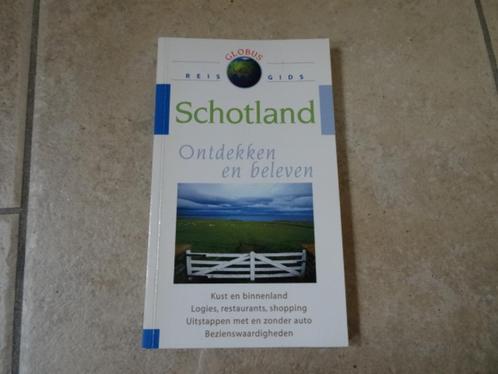 GLOBUS
REIS GIDS
Schotland
Ontdekken
en beleven
Kust en binnenland
Logies, restaurants, shopping
Uitstappen met en zonder auto
Bezienswaardigheden